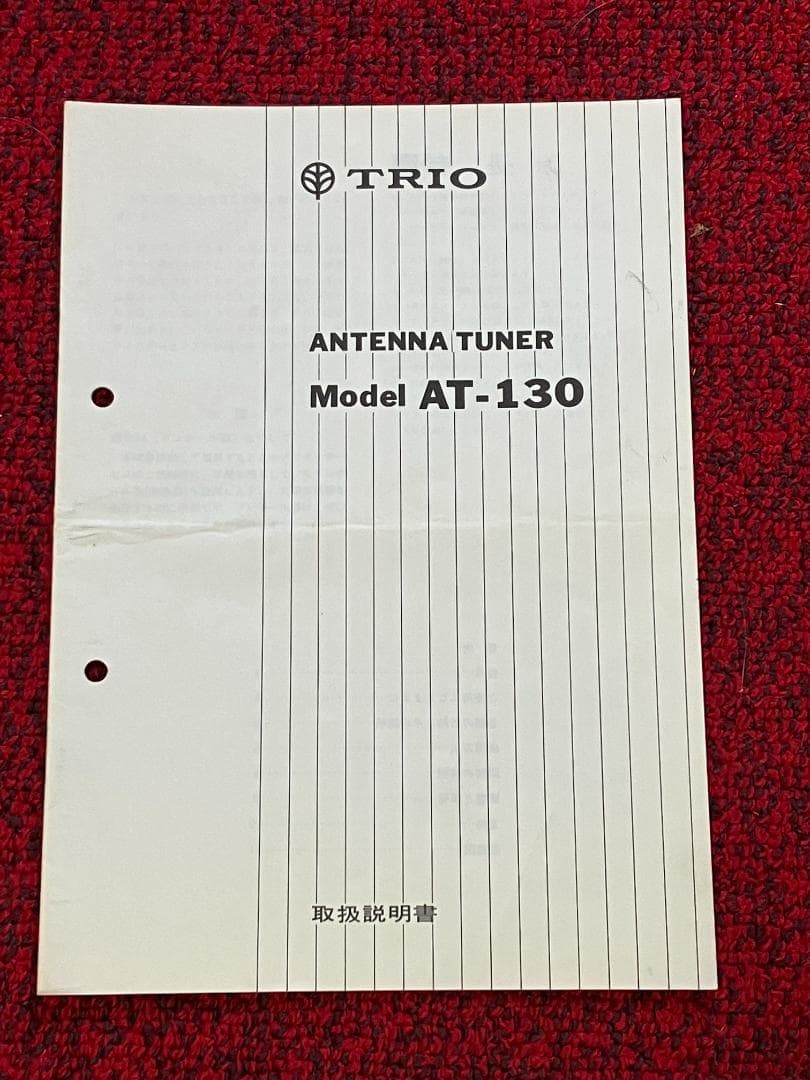 TRIO
ANTENNA TUNER
Model AT-130
取扱説明書